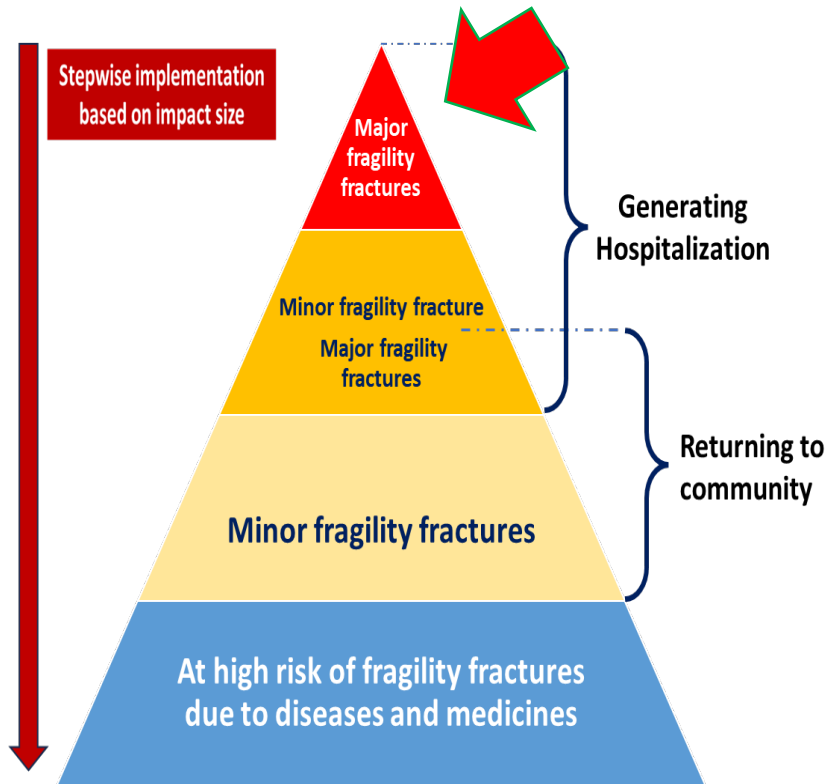 Stepwise implementation
based on impact size
Major
fragility
fractures
Generating
Hospitalization
Minor fragility fracture
Major fragility
fractures
Returning to
community
Minor fragility fractures
At high risk of fragility fractures
due to diseases and medicines